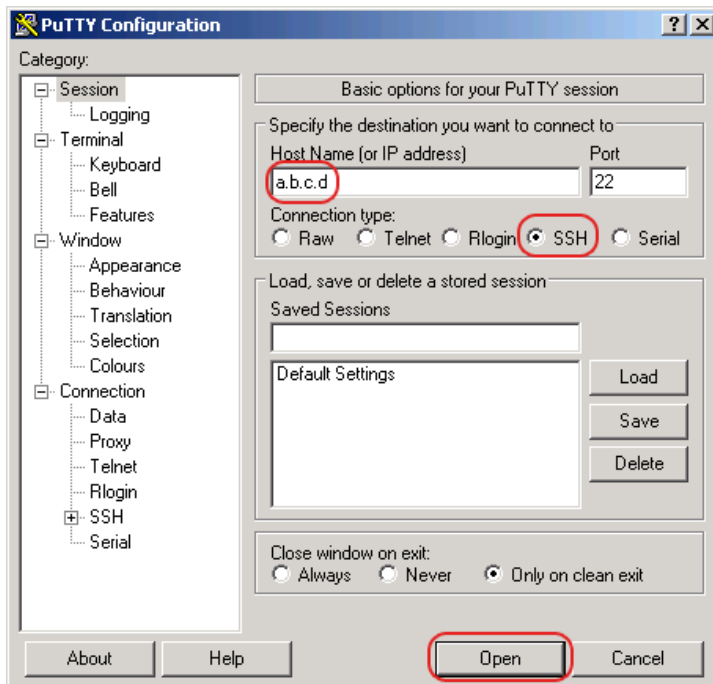 PuTTY Configuration
Category:
Session
Logging
Terminal
Keyboard
Bell
Features
Window
Appearance
Behaviour
Translation
Selection
Colours
Connection
Data
Proxy
Telnet
Rlogin
SSH
Serial
Basic options for your PuTTY session
Specify the destination you want to connect to
Host Name (or IP address) Port
a.b.c.d 22
Connection type:
Raw Telnet Rlogin SSH Serial
Load, save or delete a stored session
Saved Sessions
Default Settings
Load
Save
Delete
Close window on exit:
Always Never Only on clean exit
About Help Open Cancel